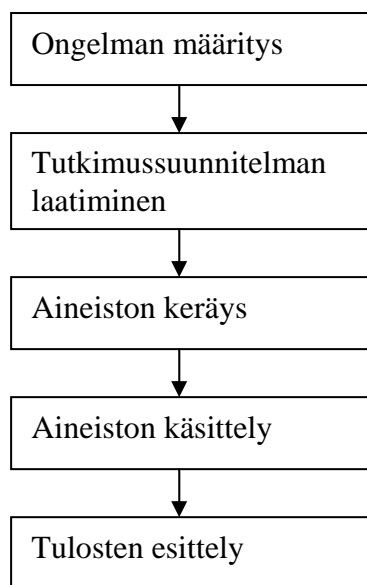 Ongelman määritys
Tutkimussuunnitelman
laatiminen
Aineiston keräys
Aineiston käsittely
Tulosten esittely